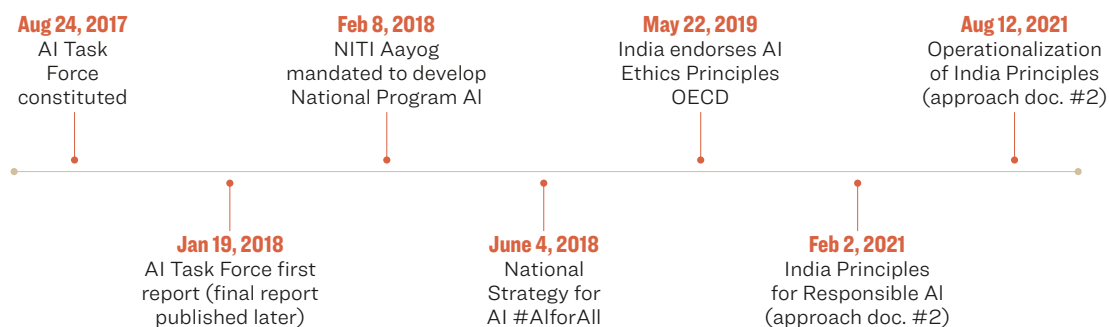 Aug 24, 2017
AI Task
Force
constituted
Jan 19, 2018
AI Task Force first
report (final report
published later)
Feb 8, 2018
NITI Aayog
mandated to develop
National Program AI
June 4, 2018
National
Strategy for
AI #AIforAll
May 22, 2019
India endorses AI
Ethics Principles
OECD
Feb 2, 2021
India Principles
for Responsible AI
(approach doc. #2)
Aug 12, 2021
Operationalization
of India Principles
(approach doc. #2)